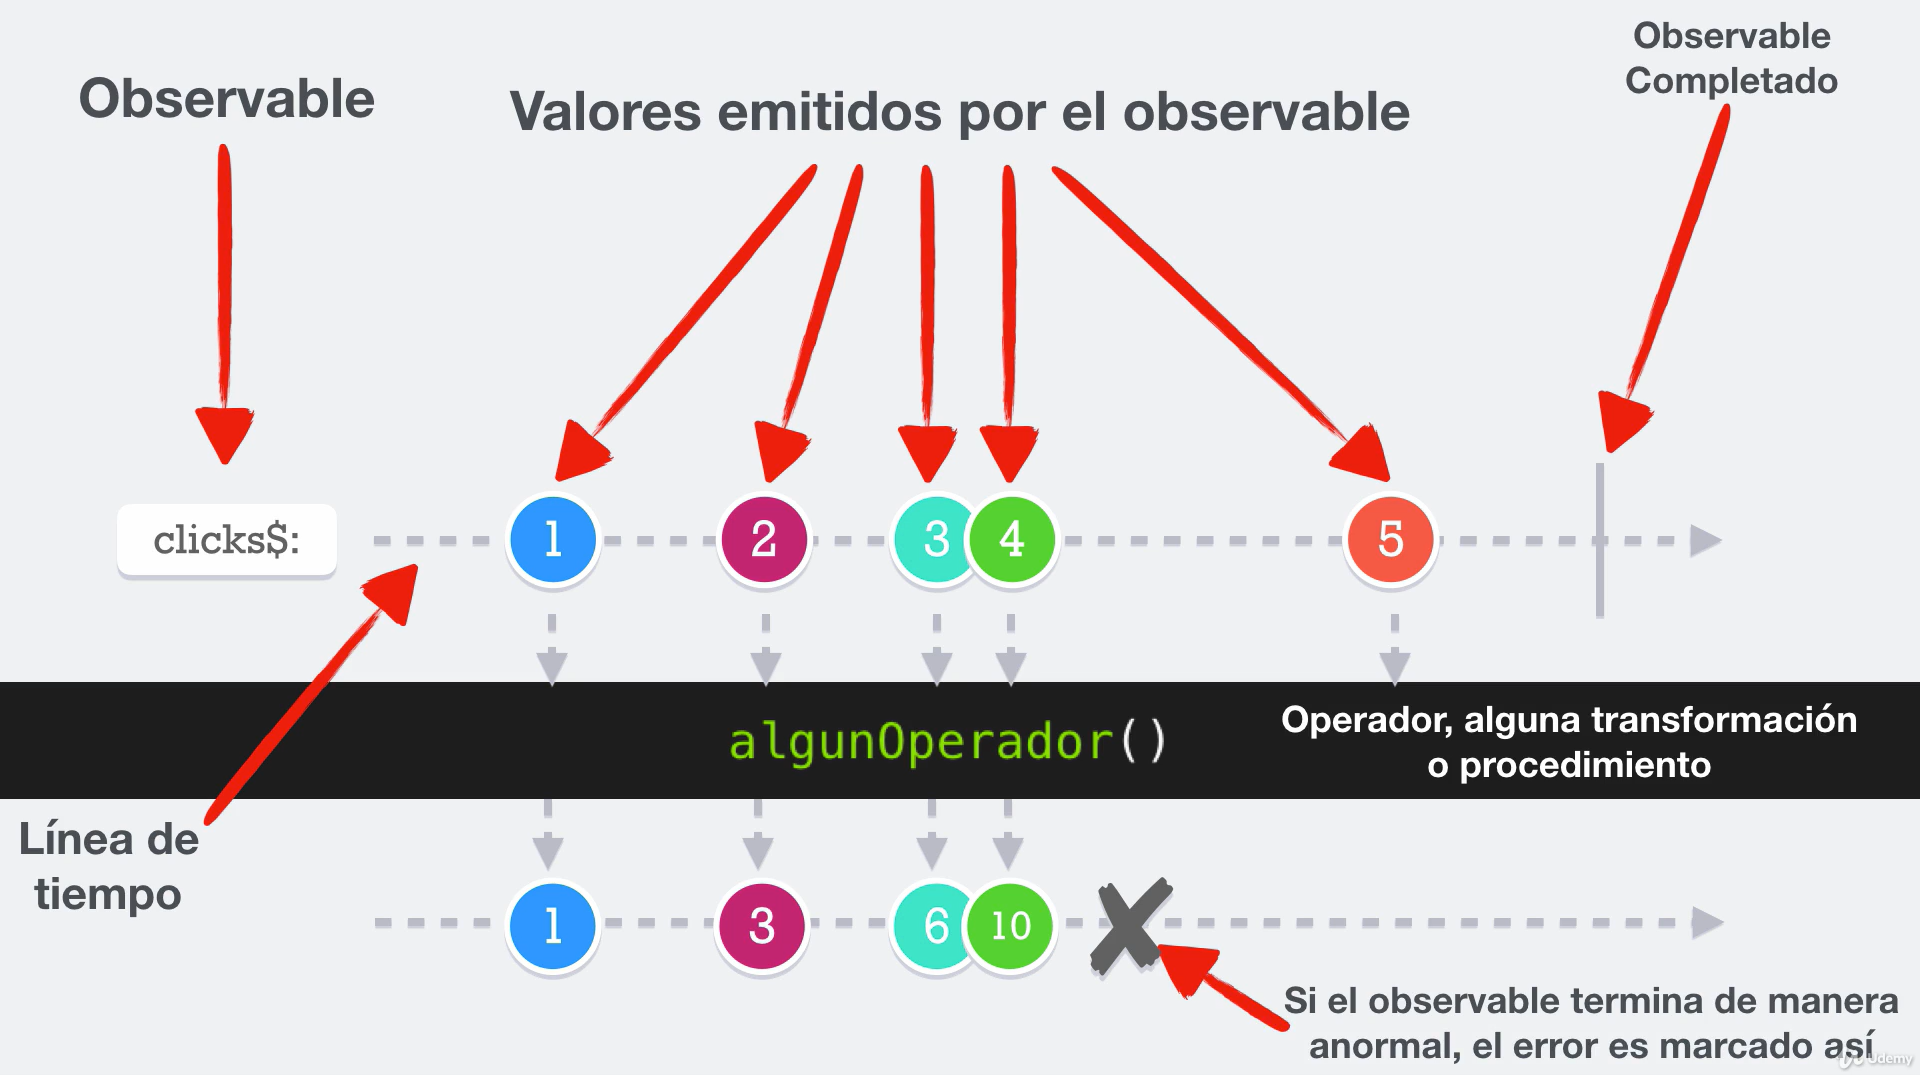 Observable
Completado
Observable
Valores emitidos por el observable
clicks$:
1
2
3
4
5
algunOperador()
Operador, alguna transformación
o procedimiento
Línea de
tiempo
1
3
6
10
Si el observable termina de manera
anormal, el error es marcado así
Udemy